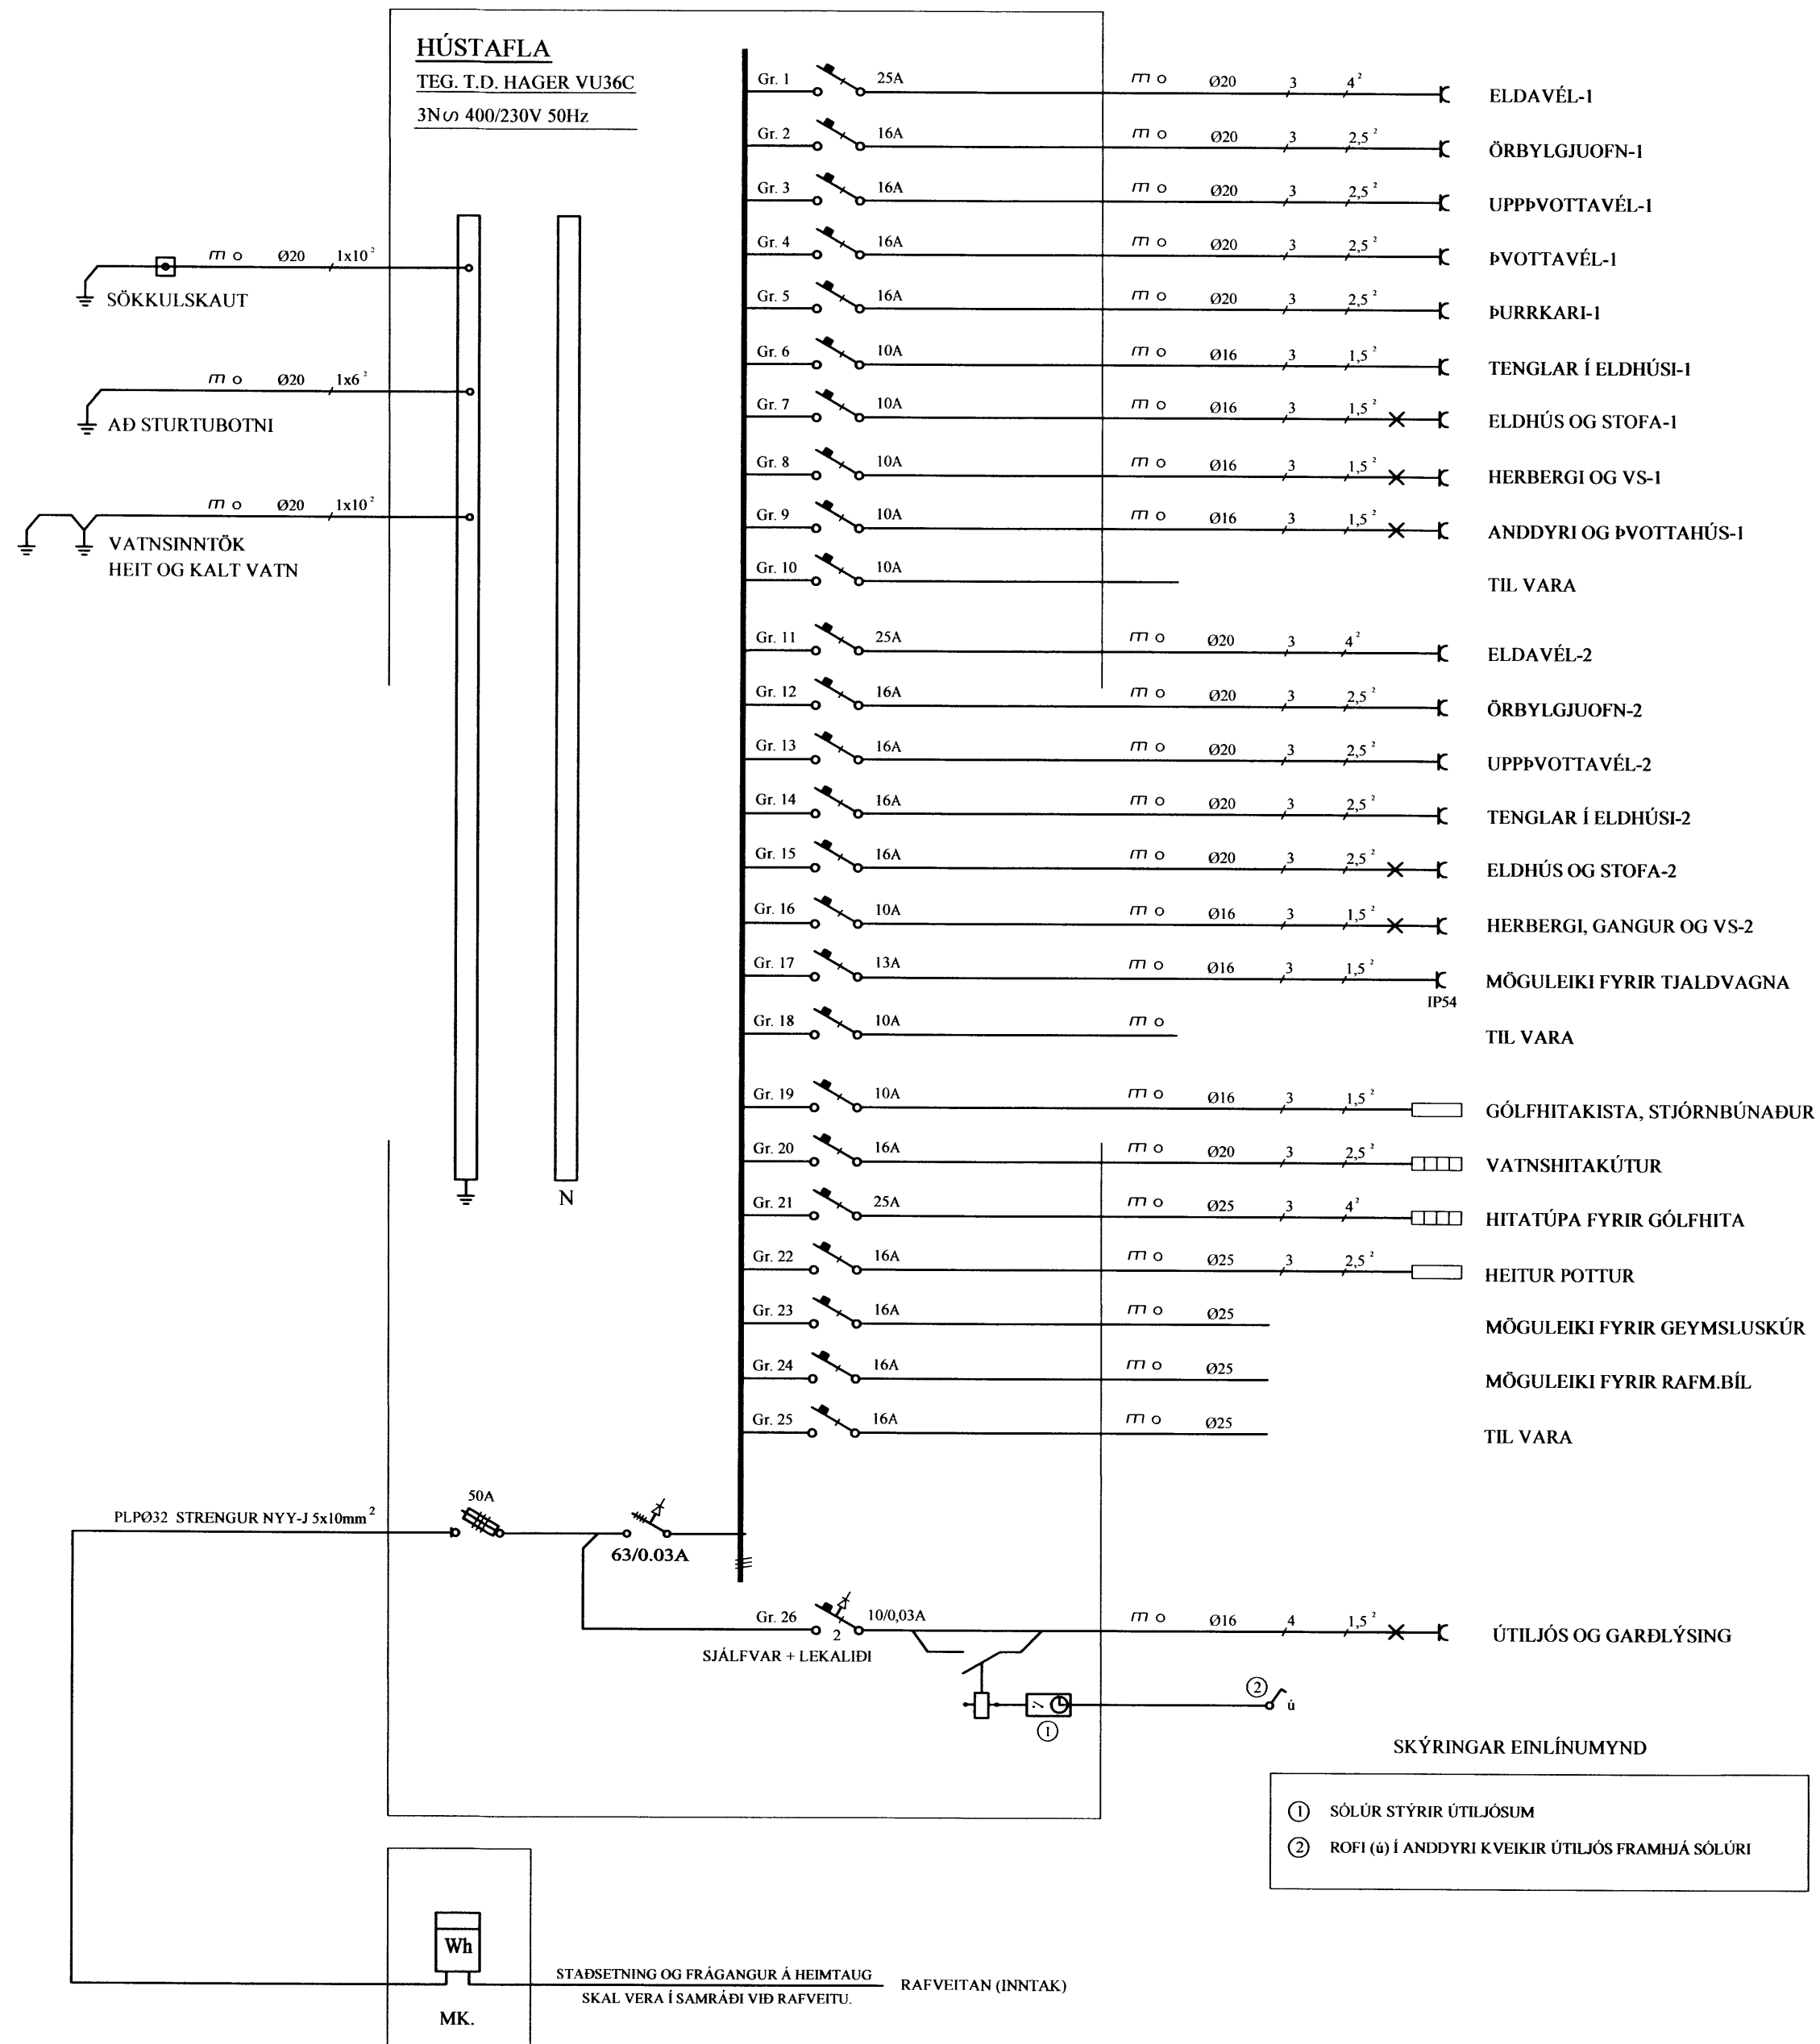 HÚSTAFLA
TEG. T.D. HAGER VU36C
3N∽ 400/230V 50Hz
Ø20 1x10²
SÖKKULSKAUT
Ø20 1x6²
AÐ STURTUBOTNI
Ø20 1x10²
VATNSINNTÖK
HEIT OG KALT VATN
N
Gr. 1 25A Ø20 3 4² ELDAVÉL-1
Gr. 2 16A Ø20 3 2,5² ÖRBYLGJUOFN-1
Gr. 3 16A Ø20 3 2,5² UPPÞVOTTAVÉL-1
Gr. 4 16A Ø20 3 2,5² ÞVOTTAVÉL-1
Gr. 5 16A Ø20 3 2,5² ÞURRKARI-1
Gr. 6 10A Ø16 3 1,5² TENGLAR Í ELDHÚSI-1
Gr. 7 10A Ø16 3 1,5² ELDHÚS OG STOFA-1
Gr. 8 10A Ø16 3 1,5² HERBERGI OG VS-1
Gr. 9 10A Ø16 3 1,5² ANDDYRI OG ÞVOTTAHÚS-1
Gr. 10 10A TIL VARA
Gr. 11 25A Ø20 3 4² ELDAVÉL-2
Gr. 12 16A Ø20 3 2,5² ÖRBYLGJUOFN-2
Gr. 13 16A Ø20 3 2,5² UPPÞVOTTAVÉL-2
Gr. 14 16A Ø20 3 2,5² TENGLAR Í ELDHÚSI-2
Gr. 15 16A Ø20 3 2,5² ELDHÚS OG STOFA-2
Gr. 16 10A Ø16 3 1,5² HERBERGI, GANGUR OG VS-2
Gr. 17 13A Ø16 3 1,5² MÖGULEIKI FYRIR TJALDVAGNA
IP54
Gr. 18 10A TIL VARA
Gr. 19 10A Ø16 3 1,5² GÓLFHITAKISTA, STJÓRNBÚNAÐUR
Gr. 20 16A Ø20 3 2,5² VATNSHITAKÚTUR
Gr. 21 25A Ø25 3 4² HITATÚPA FYRIR GÓLFHITA
Gr. 22 16A Ø25 3 2,5² HEITUR POTTUR
Gr. 23 16A Ø25 MÖGULEIKI FYRIR GEYMSLUSKÚR
Gr. 24 16A Ø25 MÖGULEIKI FYRIR RAFM.BÍL
Gr. 25 16A Ø25 TIL VARA
50A
PLPØ32 STRENGUR NYY-J 5x10mm²
63/0.03A
Gr. 26 10/0,03A Ø16 4 1,5² ÚTILJÓS OG GARÐLÝSING
2
SJÁLFVAR + LEKALIÐI
2 ú
1
SKÝRINGAR EINLÍNUMYND
1 SÓLÚR STÝRIR ÚTILJÓSUM
2 ROFI (ú) Í ANDDYRI KVEIKIR ÚTILJÓS FRAMHJÁ SÓLÚRI
Wh
MK.
STAÐSETNING OG FRÁGANGUR Á HEIMTAUG
SKAL VERA Í SAMRÁÐI VIÐ RAFVEITU.
RAFVEITAN (INNTAK)